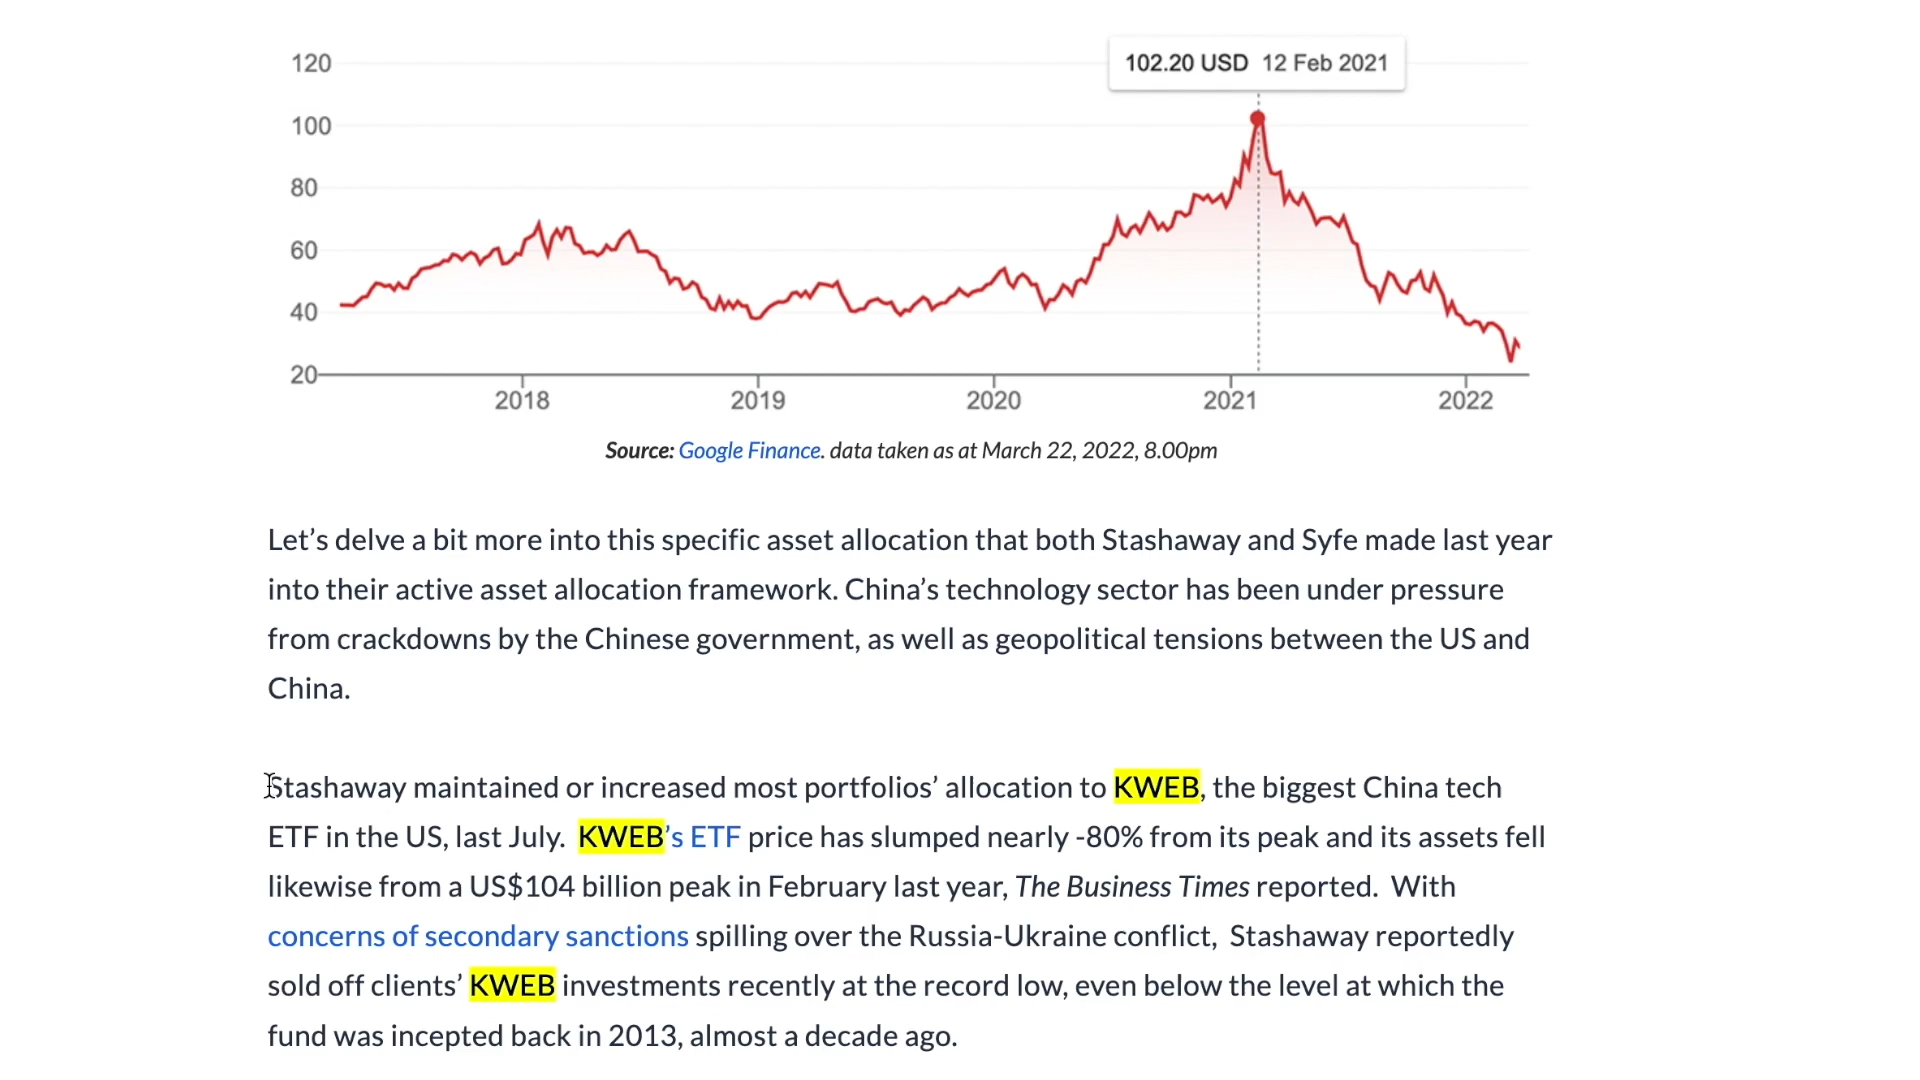 120
102.20 USD 12 Feb 2021
100
80
60
40
20
2018 2019 2020 2021 2022
Source: Google Finance. data taken as at March 22, 2022, 8.00pm
Let’s delve a bit more into this specific asset allocation that both Stashaway and Syfe made last year
into their active asset allocation framework. China’s technology sector has been under pressure
from crackdowns by the Chinese government, as well as geopolitical tensions between the US and
China.
Stashaway maintained or increased most portfolios’ allocation to KWEB, the biggest China tech
ETF in the US, last July. KWEB’s ETF price has slumped nearly -80% from its peak and its assets fell
likewise from a US$104 billion peak in February last year, The Business Times reported. With
concerns of secondary sanctions spilling over the Russia-Ukraine conflict, Stashaway reportedly
sold off clients’ KWEB investments recently at the record low, even below the level at which the
fund was incepted back in 2013, almost a decade ago.